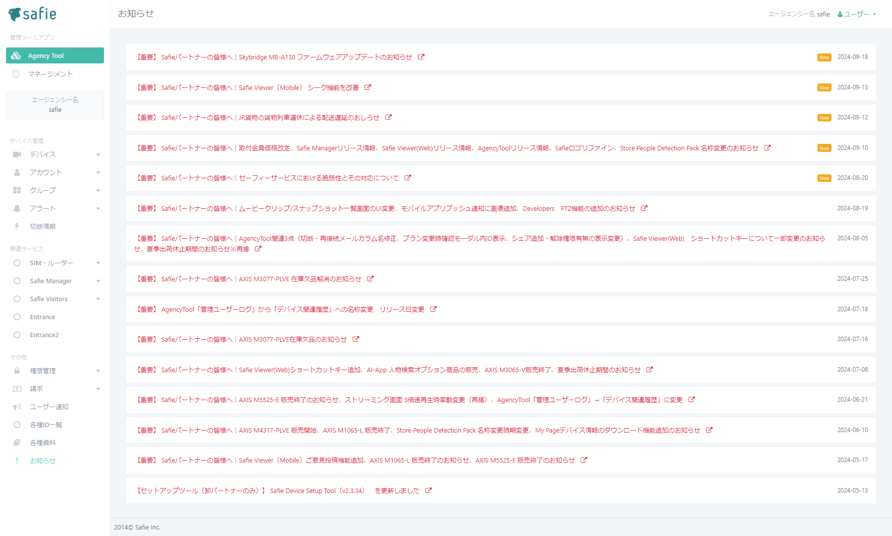 safie
お知らせ
エージェンシー名 safie
ユーザー
管理ツールアプリ
Agency Tool
マネージメント
エージェンシー名
safie
デバイス管理
デバイス
アカウント
グループ
アラート
切断情報
関連サービス
SIM・ルーター
Safie Manager
Safie Visitors
Entrance
Entrance2
その他
権限管理
請求
ユーザー通知
各種ID一覧
各種資料
お知らせ
【重要】 Safieパートナーの皆様へ｜Skybridge MB-A130 ファームウェアアップデートのお知らせ New 2024-09-18
【重要】 Safieパートナーの皆様へ｜Safie Viewer（Mobile） シーク機能を改善 New 2024-09-13
【重要】 Safieパートナーの皆様へ｜JR貨物の貨物列車運休による配送遅延のおしらせ New 2024-09-12
【重要】 Safieパートナーの皆様へ｜取付金具価格改定、Safie Managerリリース情報、Safie Viewer(Web)リリース情報、AgencyToolリリース情報、Safieロゴリファイン、Store People Detection Pack 名称変更のお知らせ New 2024-09-10
【重要】 Safieパートナーの皆様へ｜セーフィーサービスにおける脆弱性とその対応について New 2024-08-20
【重要】 Safieパートナーの皆様へ｜ムービークリップ/スナップショット一覧画面のUI変更、モバイルアプリプッシュ通知に画像追加、Developers　PTZ機能の追加のお知らせ 2024-08-19
【重要】 Safieパートナーの皆様へ｜AgencyTool関連3点（切断・再接続メールカラム名修正、プラン変更時確認モーダル内の表示、シェア追加・解除権限有無の表示変更）、Safie Viewer(Web)　ショートカットキーについて一部変更のお知ら 2024-08-05
せ、夏季出荷休止期間のお知らせ※再掲
【重要】 Safieパートナーの皆様へ｜AXIS M3077-PLVE 在庫欠品解消のお知らせ 2024-07-25
【重要】 AgencyTool「管理ユーザーログ」から「デバイス関連履歴」への名称変更　リリース日変更 2024-07-18
【重要】 Safieパートナーの皆様へ｜AXIS M3077-PLVE在庫欠品のお知らせ 2024-07-16
【重要】 Safieパートナーの皆様へ｜Safie Viewer(Web)ショートカットキー追加、AI-App 人物検索オプション商品の販売、AXIS M3065-V販売終了、夏季出荷休止期間のお知らせ 2024-07-08
【重要】 Safieパートナーの皆様へ｜AXIS M5525-E 販売終了のお知らせ、ストリーミング画面 3倍速再生時挙動変更（再掲）、AgencyTool「管理ユーザーログ」→「デバイス関連履歴」に変更 2024-06-21
【重要】 Safieパートナーの皆様へ｜AXIS M4317-PLVE 販売開始、AXIS M1065-L 販売終了、Store People Detection Pack 名称変更時期変更、My Pageデバイス情報のダウンロード機能追加のお知らせ 2024-06-10
【重要】 Safieパートナーの皆様へ｜Safie Viewer（Mobile）ご意見投稿機能追加、AXIS M1065-L 販売終了のお知らせ、AXIS M5525-E 販売終了のお知らせ 2024-05-17
【セットアップツール（卸パートナーのみ）】 Safie Device Setup Tool（v2.3.34）　を更新しました 2024-05-13
2014© Safie Inc.